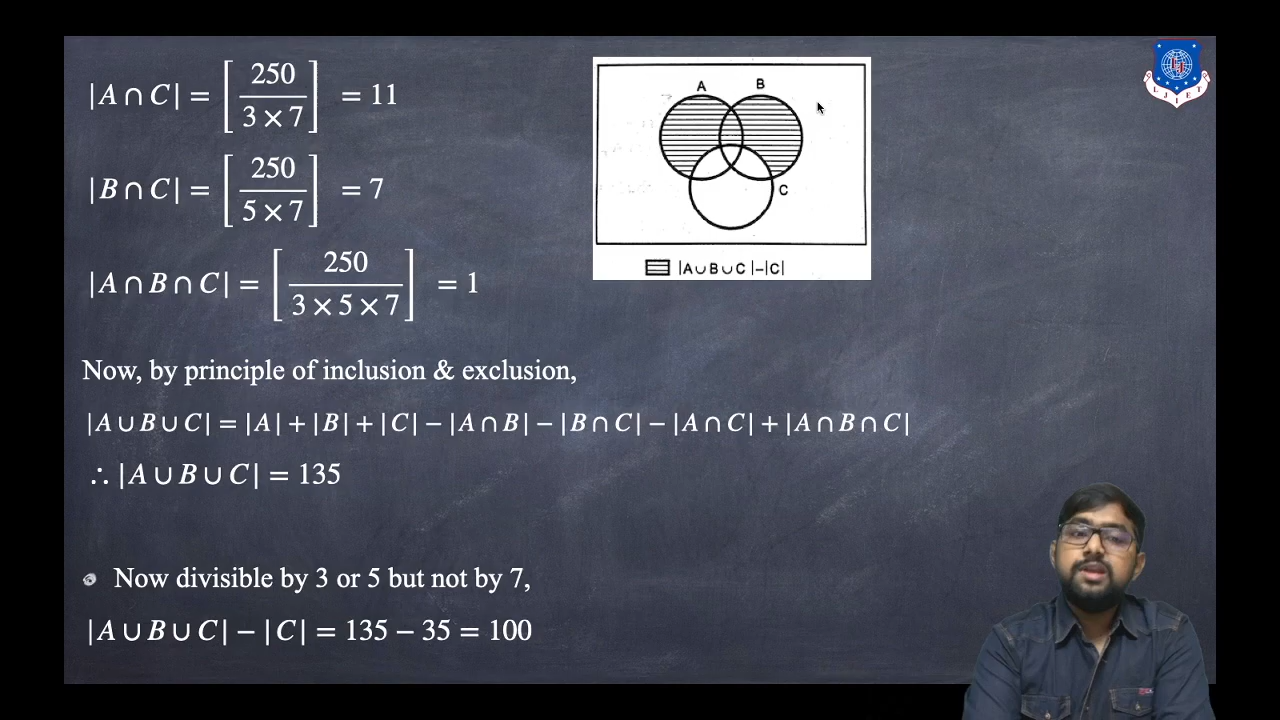 |A ∩ C| = [250 / (3 × 7)] = 11
|B ∩ C| = [250 / (5 × 7)] = 7
|A ∩ B ∩ C| = [250 / (3 × 5 × 7)] = 1
A B
C
|A∪B∪C|–|C|
LJIET
Now, by principle of inclusion & exclusion,
|A ∪ B ∪ C| = |A| + |B| + |C| − |A ∩ B| − |B ∩ C| − |A ∩ C| + |A ∩ B ∩ C|
∴ |A ∪ B ∪ C| = 135
Now divisible by 3 or 5 but not by 7,
|A ∪ B ∪ C| − |C| = 135 − 35 = 100